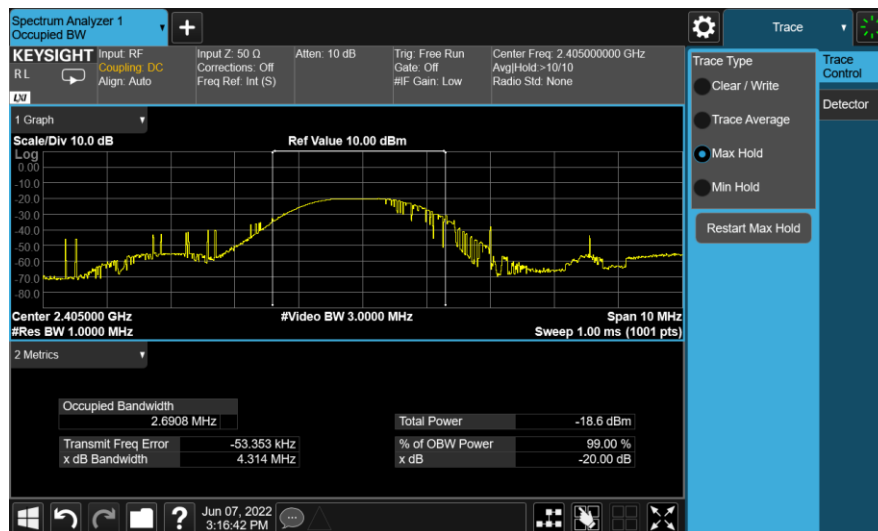 Spectrum Analyzer 1
Occupied BW
+
Trace
KEYSIGHT
RL
LXI
Input: RF
Coupling: DC
Align: Auto
Input Z: 50 Ω
Corrections: Off
Freq Ref: Int (S)
Atten: 10 dB
Trig: Free Run
Gate: Off
#IF Gain: Low
Center Freq: 2.405000000 GHz
Avg|Hold:>10/10
Radio Std: None
Trace Type
Clear / Write
Trace Average
Max Hold
Min Hold
Restart Max Hold
Trace
Control
Detector
1 Graph
Scale/Div 10.0 dB
Ref Value 10.00 dBm
Log
0.00
-10.0
-20.0
-30.0
-40.0
-50.0
-60.0
-70.0
-80.0
Center 2.405000 GHz
#Video BW 3.0000 MHz
Span 10 MHz
#Res BW 1.0000 MHz
Sweep 1.00 ms (1001 pts)
2 Metrics
Occupied Bandwidth
2.6908 MHz
Total Power -18.6 dBm
Transmit Freq Error -53.353 kHz
% of OBW Power 99.00 %
x dB Bandwidth 4.314 MHz
x dB -20.00 dB
?
Jun 07, 2022
3:16:42 PM